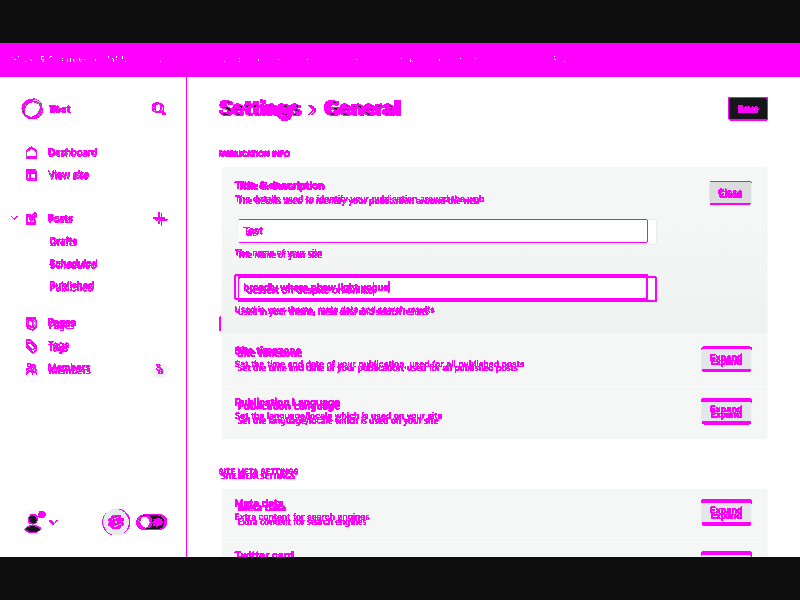 Test
Settings › General
Save
Dashboard
View site
PUBLICATION INFO
Title & description
Close
The details used to identify your publication around the web
Posts
Drafts
Test
The name of your site
Scheduled
Published
Used in your theme, meta data and search results
Pages
Tags
Members
Site timezone
Set the time and date of your publication, used for all published posts
Expand
Publication Language
Set the language/locale which is used on your site
Expand
SITE META SETTINGS
Meta data
Extra content for search engines
Expand
Twitter card